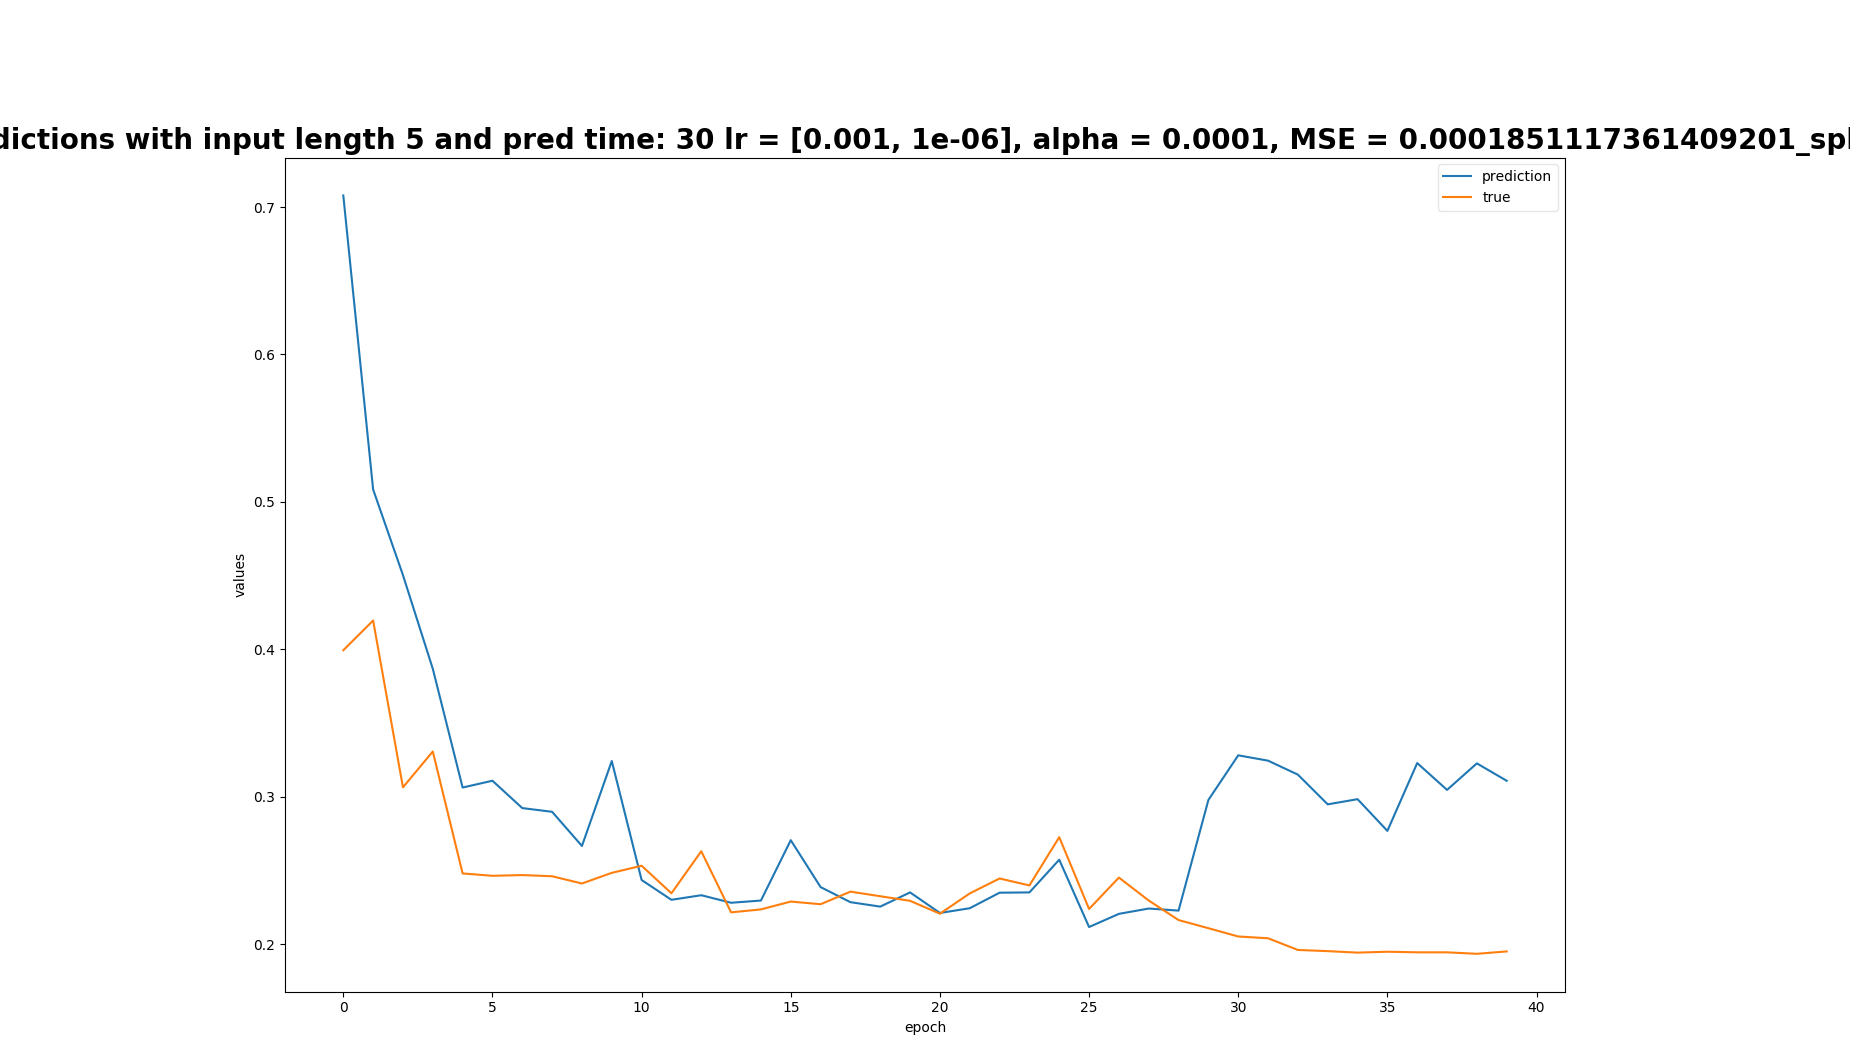 dictions with input length 5 and pred time: 30 lr = [0.001, 1e-06], alpha = 0.0001, MSE = 0.0001851117361409201_spl
prediction
true
0.7
0.6
0.5
0.4
0.3
0.2
values
0 5 10 15 20 25 30 35 40
epoch